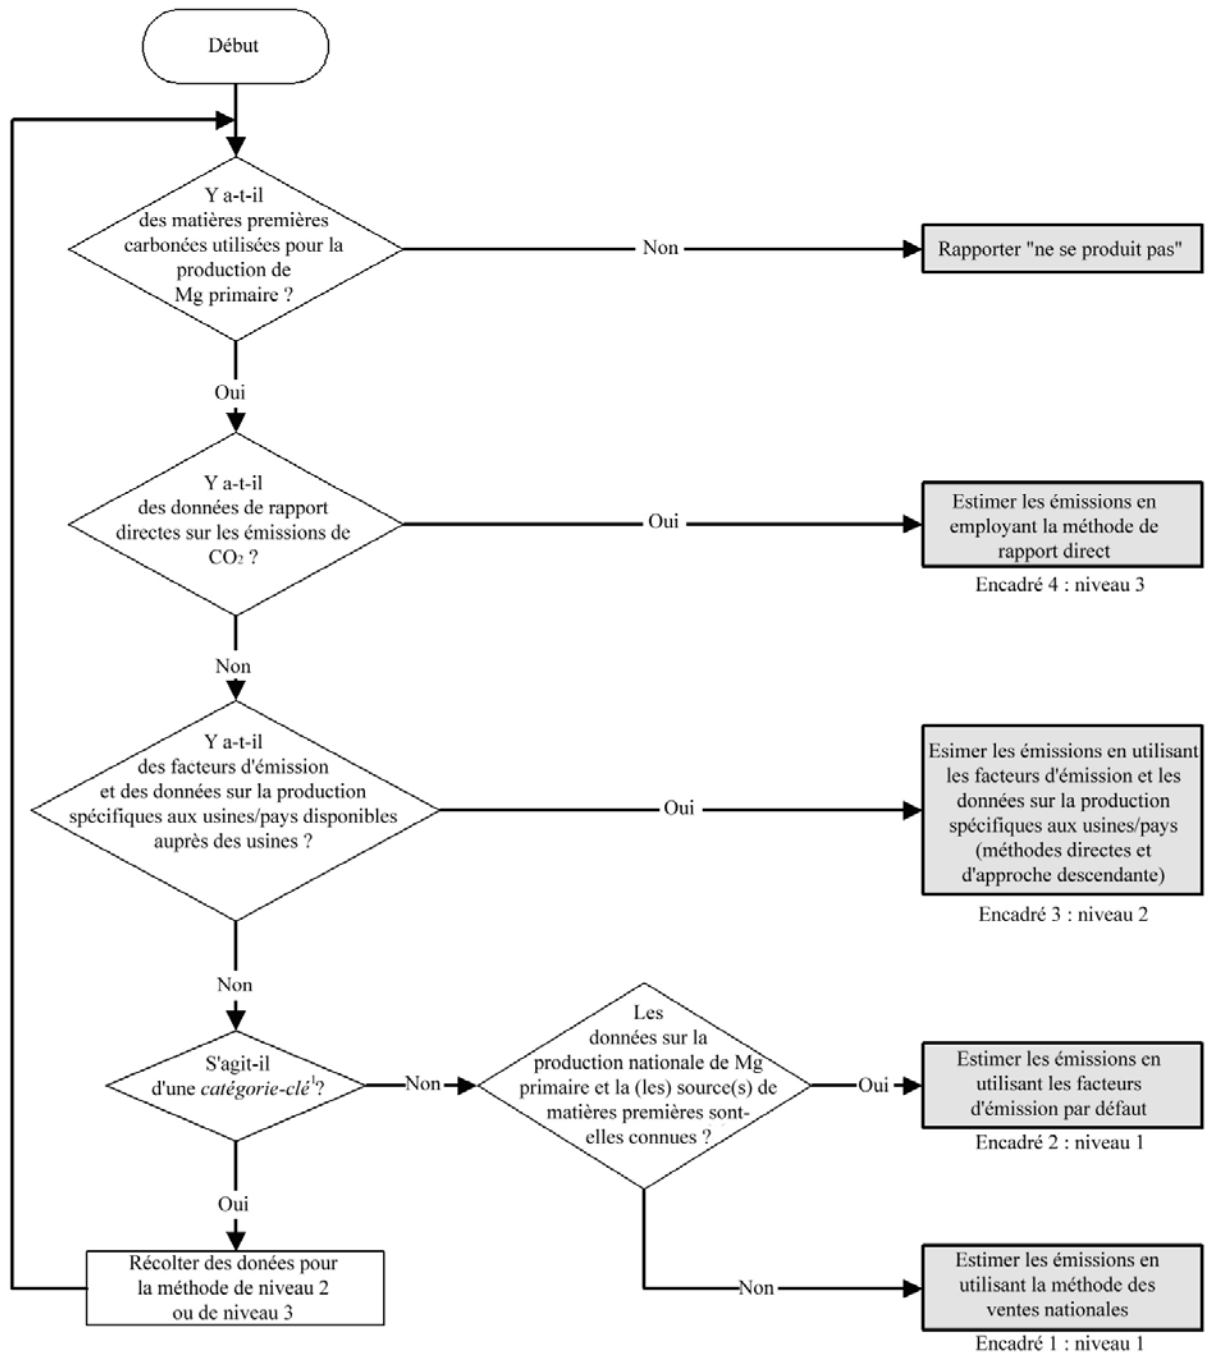 Début
Y a-t-il
des matières premières
carbonées utilisées pour la
production de
Mg primaire ?
Non
Rapporter "ne se produit pas"
Oui
Y a-t-il
des données de rapport
directes sur les émissions de
CO₂ ?
Oui
Estimer les émissions en
employant la méthode de
rapport direct
Encadré 4 : niveau 3
Non
Y a-t-il
des facteurs d'émission
et des données sur la production
spécifiques aux usines/pays disponibles
auprès des usines ?
Oui
Esimer les émissions en utilisant
les facteurs d'émission et les
données sur la production
spécifiques aux usines/pays
(méthodes directes et
d'approche descendante)
Encadré 3 : niveau 2
Non
S'agit-il
d'une catégorie-clé¹?
Non
Les
données sur la
production nationale de Mg
primaire et la (les) source(s) de
matières premières sont-
elles connues ?
Oui
Estimer les émissions en
utilisant les facteurs
d'émission par défaut
Encadré 2 : niveau 1
Oui
Récolter des donées pour
la méthode de niveau 2
ou de niveau 3
Non
Estimer les émissions en
utilisant la méthode des
ventes nationales
Encadré 1 : niveau 1